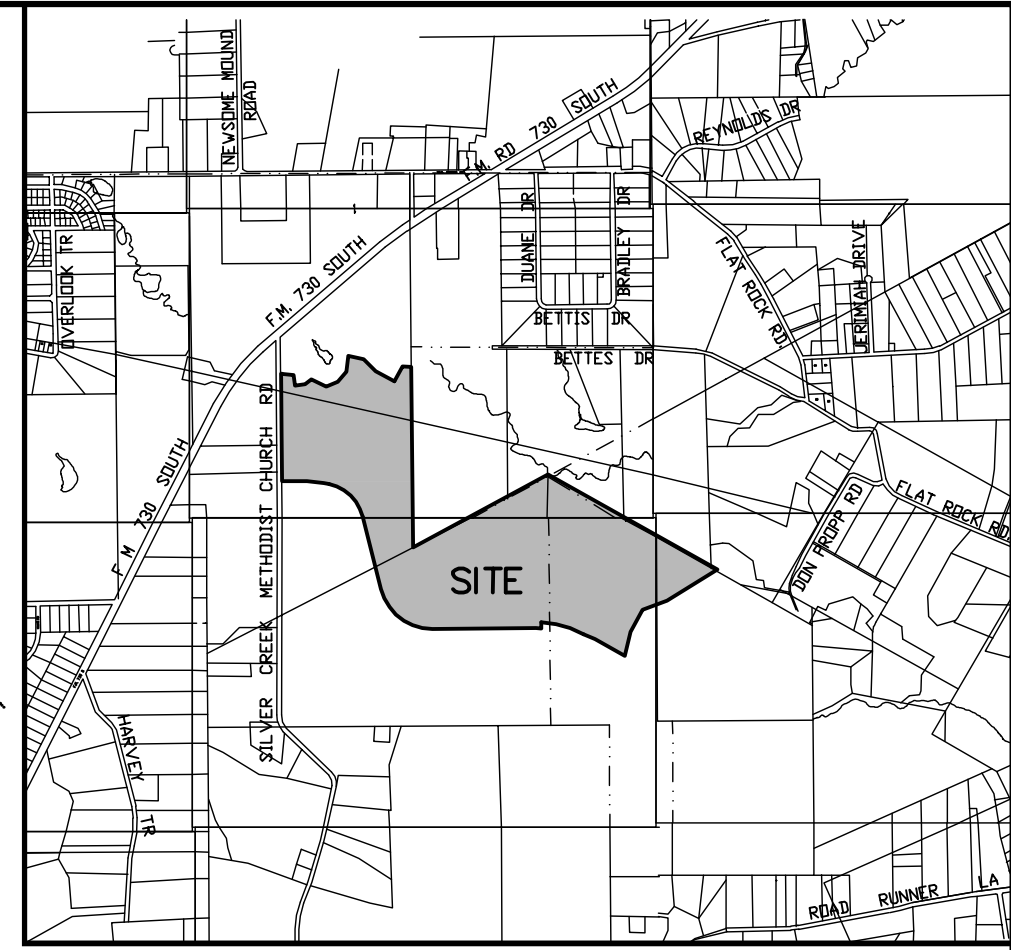 NEWSOME MOUND
ROAD
F.M. RD 730 SOUTH
REYNOLDS DR
DUANE DR
BRADLEY DR
FLAT ROCK RD.
JERIMIAH DRIVE
OVERLOOK TR
F.M. 730 SOUTH
BETTIS DR
BETTES DR
SILVER CREEK METHODIST CHURCH RD
F M 730 SOUTH
FLAT ROCK RD.
DON PROPP RD
SITE
HARVEY TR
ROAD RUNNER LA